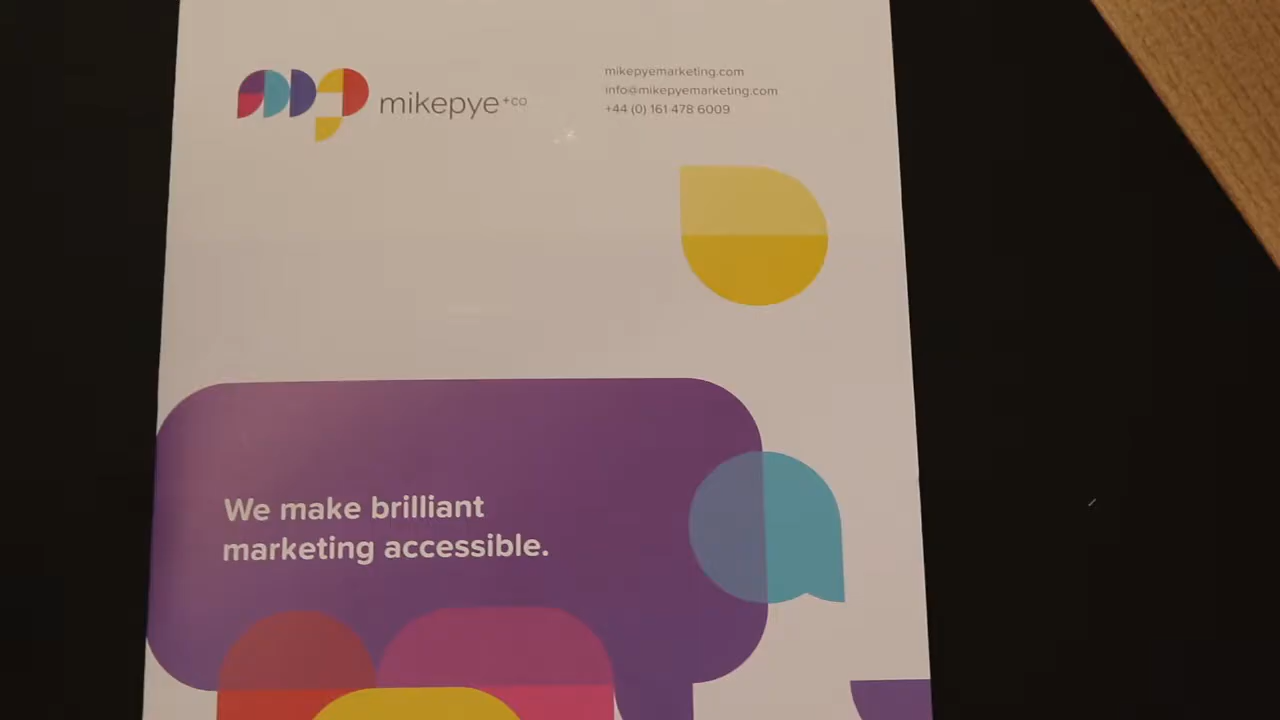 mikepye+co
mikepyemarketing.com
info@mikepyemarketing.com
+44 (0) 161 478 6009
We make brilliant
marketing accessible.